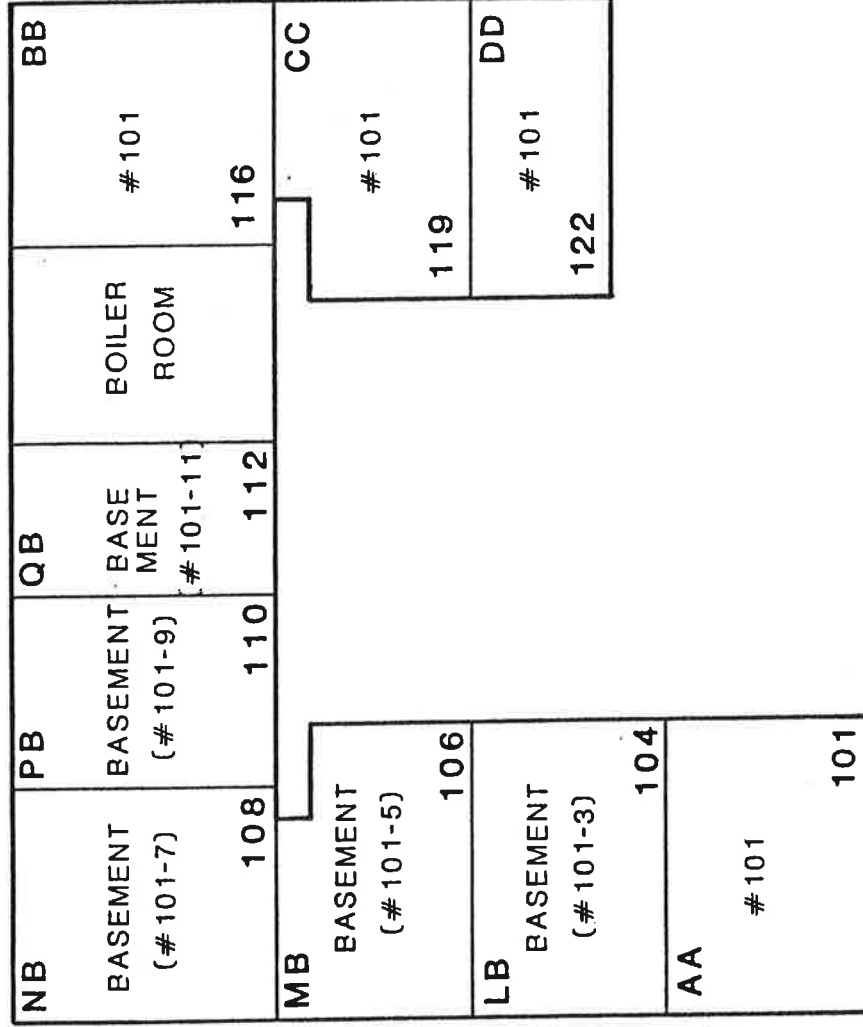 NB
BASEMENT
(#101-7)
108
PB
BASEMENT
(#101-9)
110
QB
BASE
MENT
(#101-11)
112
BOILER
ROOM
BB
#101
116
MB
BASEMENT
(#101-5)
106
CC
#101
119
LB
BASEMENT
(#101-3)
104
DD
#101
122
AA
#101
101